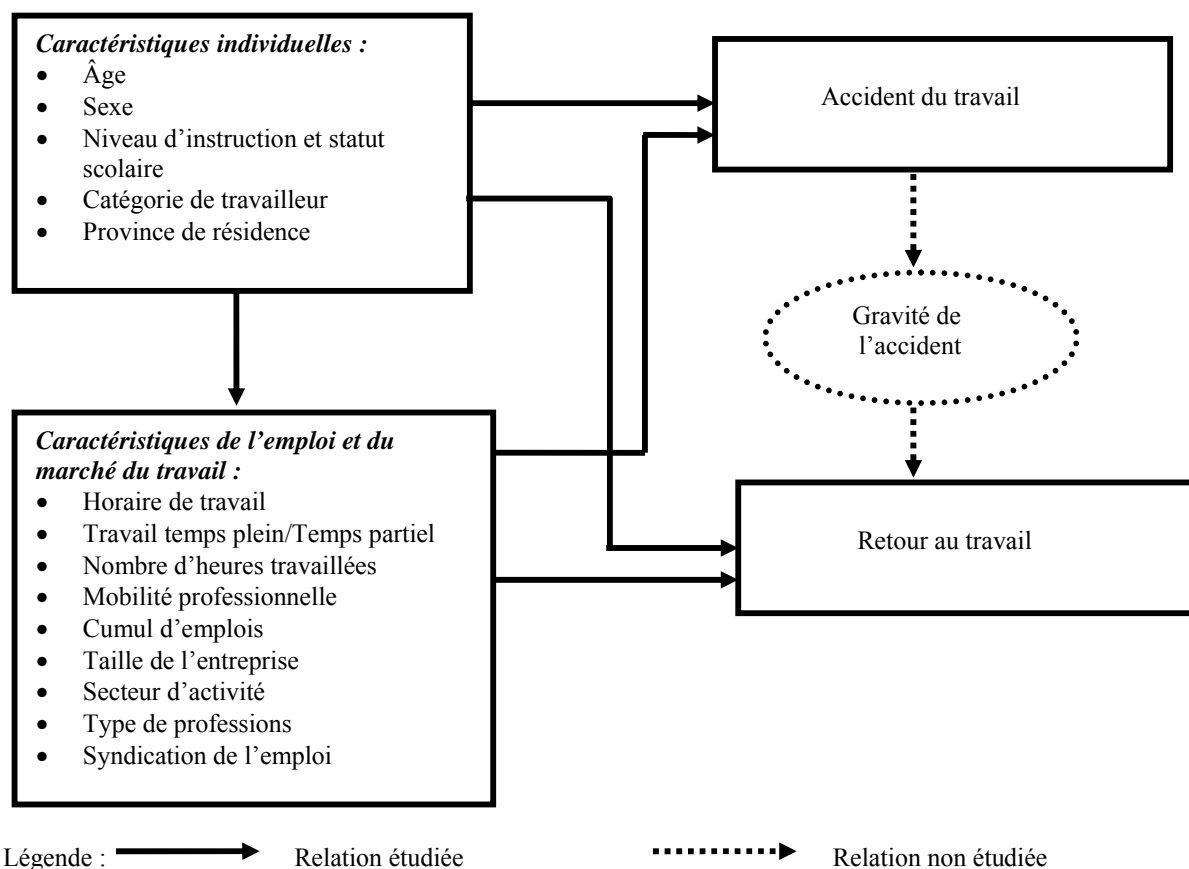 Caractéristiques individuelles :
• Âge
• Sexe
• Niveau d’instruction et statut
scolaire
• Catégorie de travailleur
• Province de résidence
Accident du travail
Gravité de
l’accident
Caractéristiques de l’emploi et du
marché du travail :
• Horaire de travail
• Travail temps plein/Temps partiel
• Nombre d’heures travaillées
• Mobilité professionnelle
• Cumul d’emplois
• Taille de l’entreprise
• Secteur d’activité
• Type de professions
• Syndication de l’emploi
Retour au travail
Légende : Relation étudiée Relation non étudiée